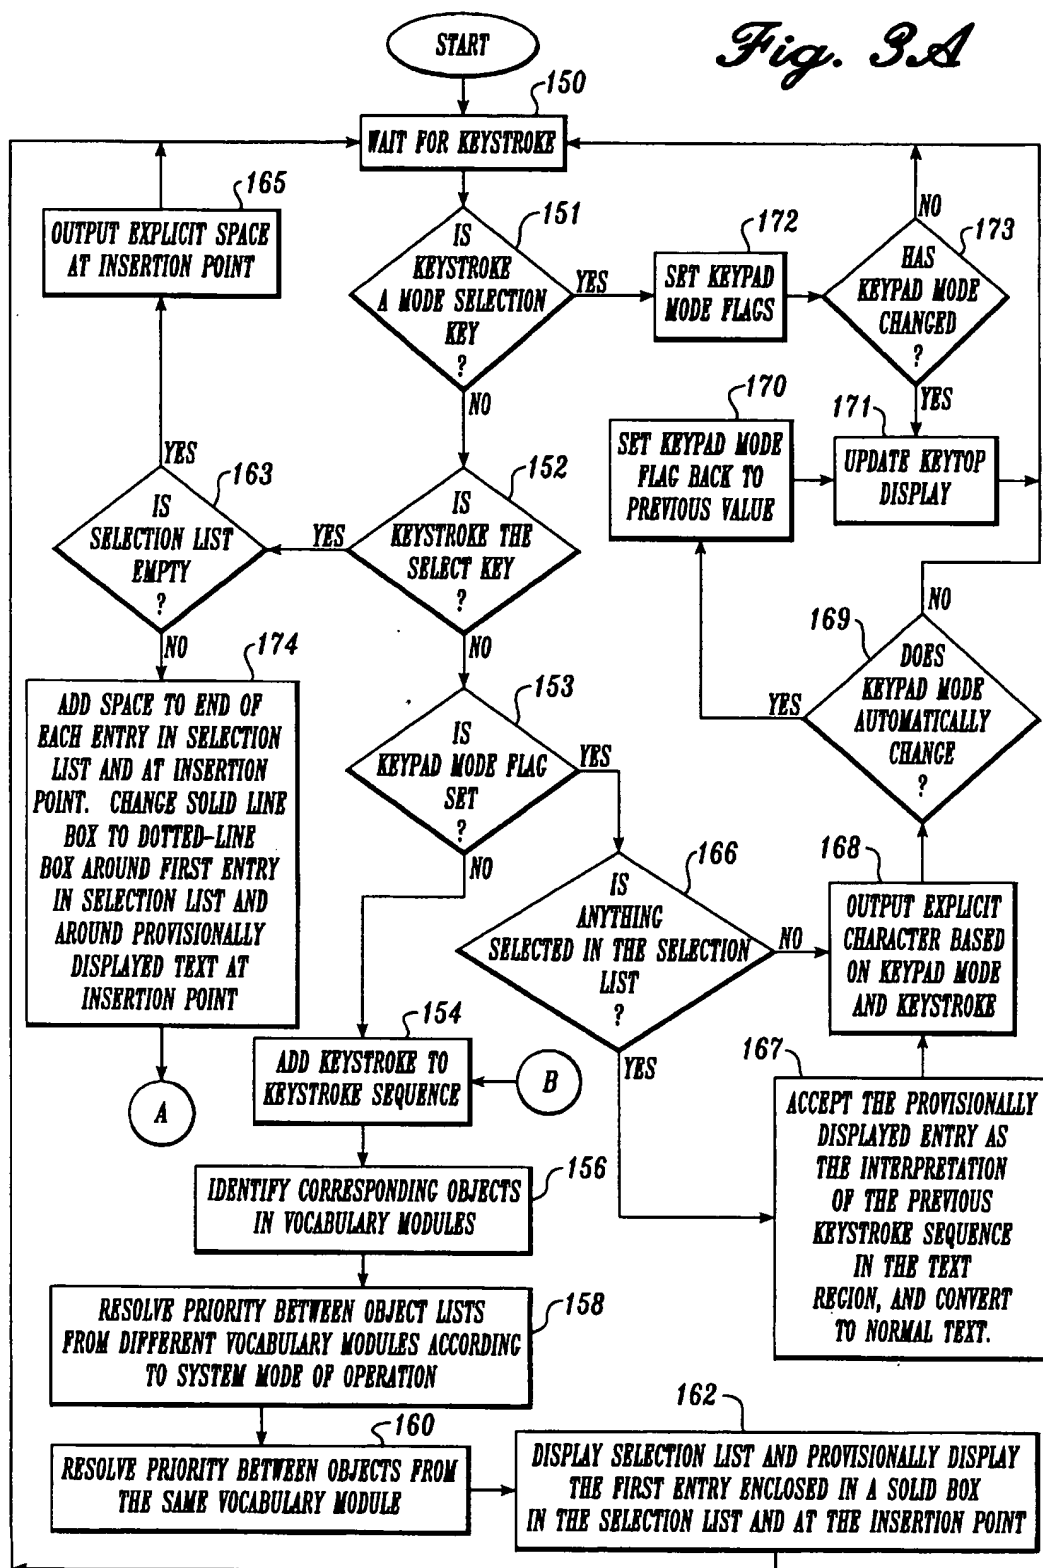 START
Fig. 3A
150
WAIT FOR KEYSTROKE
165
OUTPUT EXPLICIT SPACE
AT INSERTION POINT
151
IS
KEYSTROKE
A MODE SELECTION
KEY
?
YES
NO
172
SET KEYPAD
MODE FLAGS
NO
173
HAS
KEYPAD MODE
CHANGED
?
YES
170
SET KEYPAD MODE
FLAG BACK TO
PREVIOUS VALUE
171
UPDATE KEYTOP
DISPLAY
YES
163
IS
SELECTION LIST
EMPTY
?
NO
152
IS
KEYSTROKE THE
SELECT KEY
?
YES
NO
169
NO
DOES
KEYPAD MODE
AUTOMATICALLY
CHANGE
?
YES
174
ADD SPACE TO END OF
EACH ENTRY IN SELECTION
LIST AND AT INSERTION
POINT. CHANGE SOLID LINE
BOX TO DOTTED-LINE
BOX AROUND FIRST ENTRY
IN SELECTION LIST AND
AROUND PROVISIONALLY
DISPLAYED TEXT AT
INSERTION POINT
A
153
IS
KEYPAD MODE FLAG
SET
?
YES
NO
166
IS
ANYTHING
SELECTED IN THE SELECTION
LIST
?
NO
YES
168
OUTPUT EXPLICIT
CHARACTER BASED
ON KEYPAD MODE
AND KEYSTROKE
154
ADD KEYSTROKE TO
KEYSTROKE SEQUENCE
B
167
ACCEPT THE PROVISIONALLY
DISPLAYED ENTRY AS
THE INTERPRETATION
OF THE PREVIOUS
KEYSTROKE SEQUENCE
IN THE TEXT
REGION, AND CONVERT
TO NORMAL TEXT.
156
IDENTIFY CORRESPONDING OBJECTS
IN VOCABULARY MODULES
158
RESOLVE PRIORITY BETWEEN OBJECT LISTS
FROM DIFFERENT VOCABULARY MODULES ACCORDING
TO SYSTEM MODE OF OPERATION
160
RESOLVE PRIORITY BETWEEN OBJECTS FROM
THE SAME VOCABULARY MODULE
162
DISPLAY SELECTION LIST AND PROVISIONALLY DISPLAY
THE FIRST ENTRY ENCLOSED IN A SOLID BOX
IN THE SELECTION LIST AND AT THE INSERTION POINT